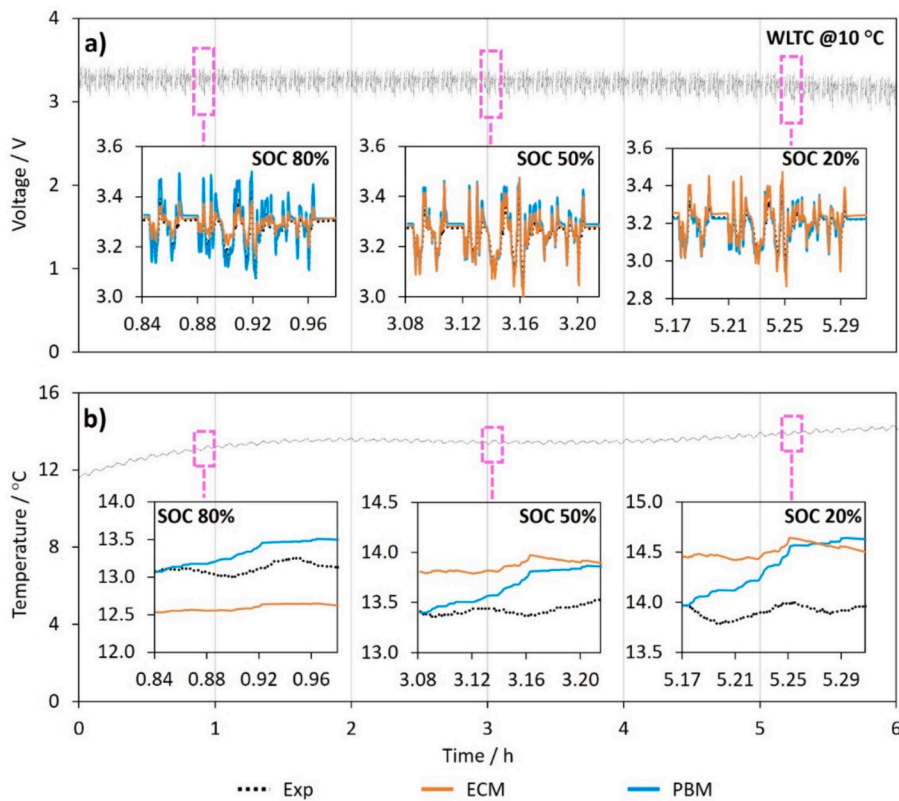 a)
WLTC @10 °C
Voltage / V
4
3
2
1
0
SOC 80%
3.6
3.4
3.2
3.0
0.84 0.88 0.92 0.96
SOC 50%
3.6
3.4
3.2
3.0
3.08 3.12 3.16 3.20
SOC 20%
3.6
3.4
3.2
3.0
2.8
5.17 5.21 5.25 5.29
b)
Temperature / °C
16
12
8
4
0
SOC 80%
14.0
13.5
13.0
12.5
12.0
0.84 0.88 0.92 0.96
SOC 50%
14.5
14.0
13.5
13.0
3.08 3.12 3.16 3.20
SOC 20%
15.0
14.5
14.0
13.5
5.17 5.21 5.25 5.29
0 1 2 3 4 5 6
Time / h
Exp ECM PBM